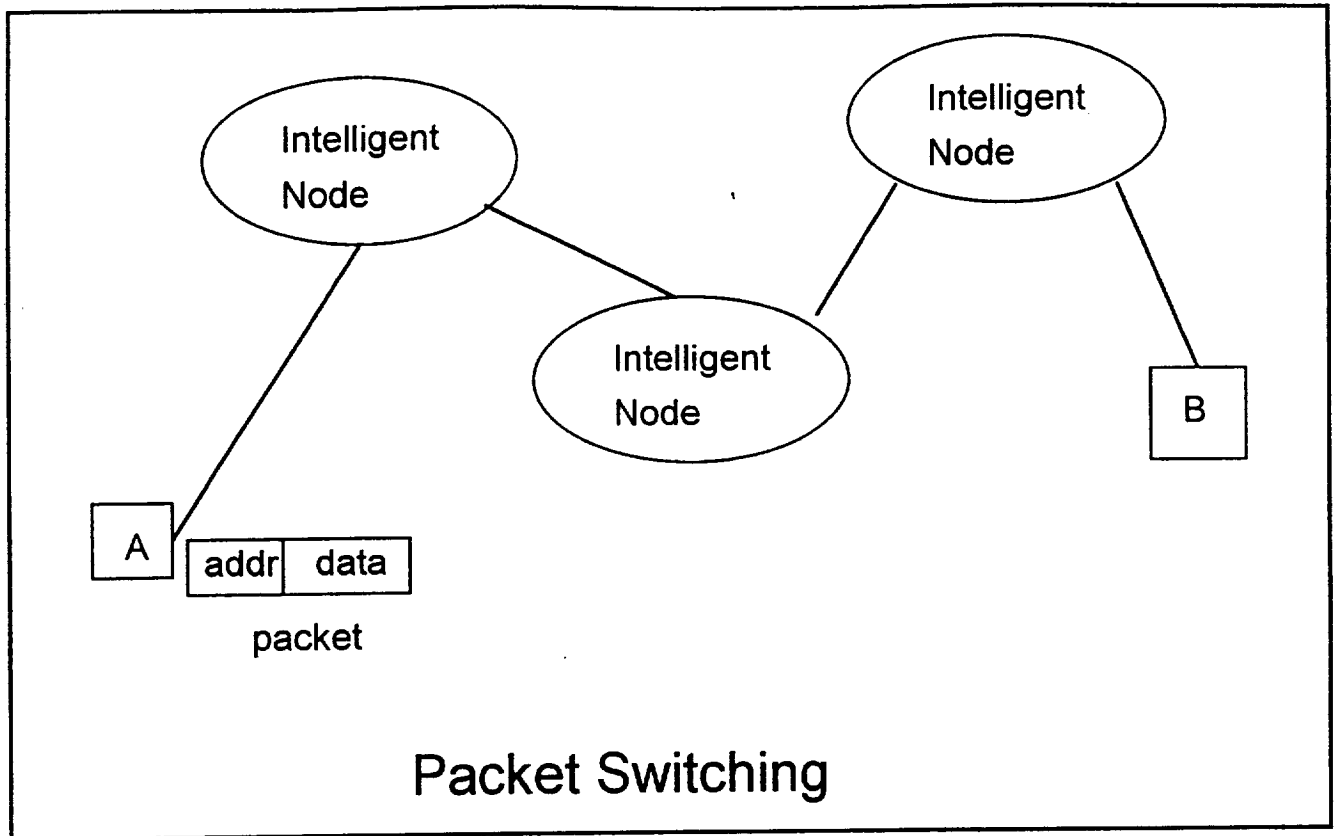 Intelligent
Node
Intelligent
Node
Intelligent
Node
B
A
addr data
packet
Packet Switching